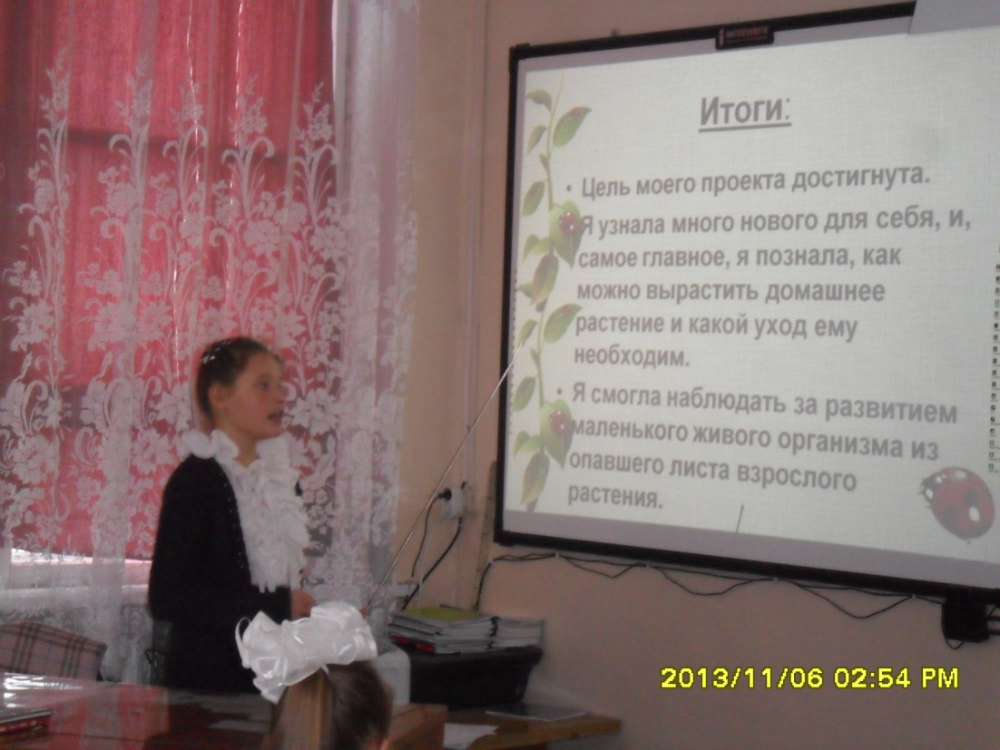 INTERWRITE
Итоги:
• Цель моего проекта достигнута.
Я узнала много нового для себя, и,
самое главное, я познала, как
можно вырастить домашнее
растение и какой уход ему
необходим.
• Я смогла наблюдать за развитием
маленького живого организма из
опавшего листа взрослого
растения.
2013/11/06 02:54 PM